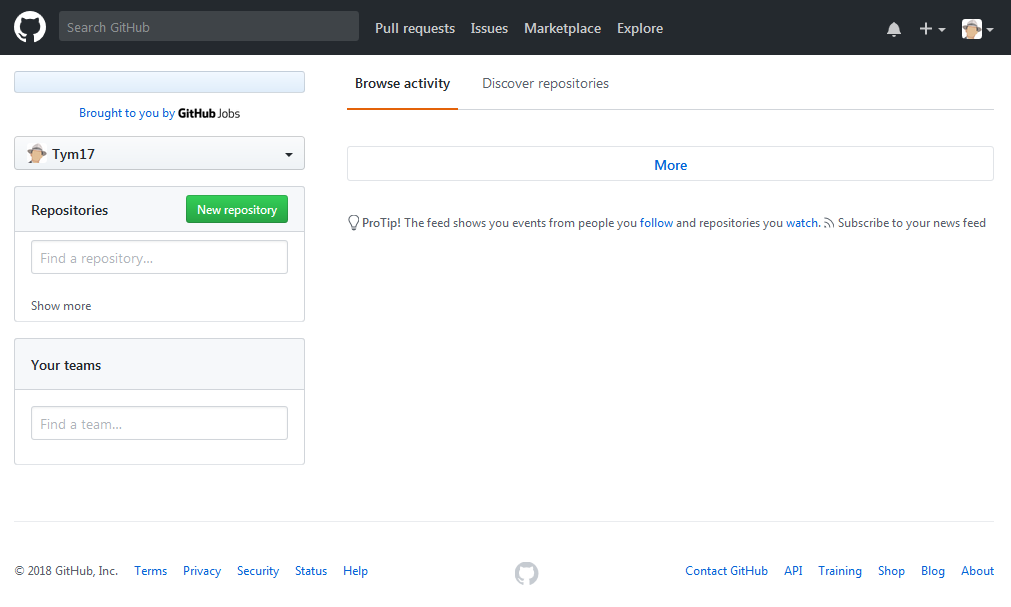 Search GitHub
Pull requests
Issues
Marketplace
Explore
Brought to you by GitHub Jobs
Tym17
Repositories
New repository
Find a repository...
Show more
Your teams
Find a team...
Browse activity
Discover repositories
More
ProTip! The feed shows you events from people you follow and repositories you watch. Subscribe to your news feed
© 2018 GitHub, Inc.
Terms
Privacy
Security
Status
Help
Contact GitHub
API
Training
Shop
Blog
About